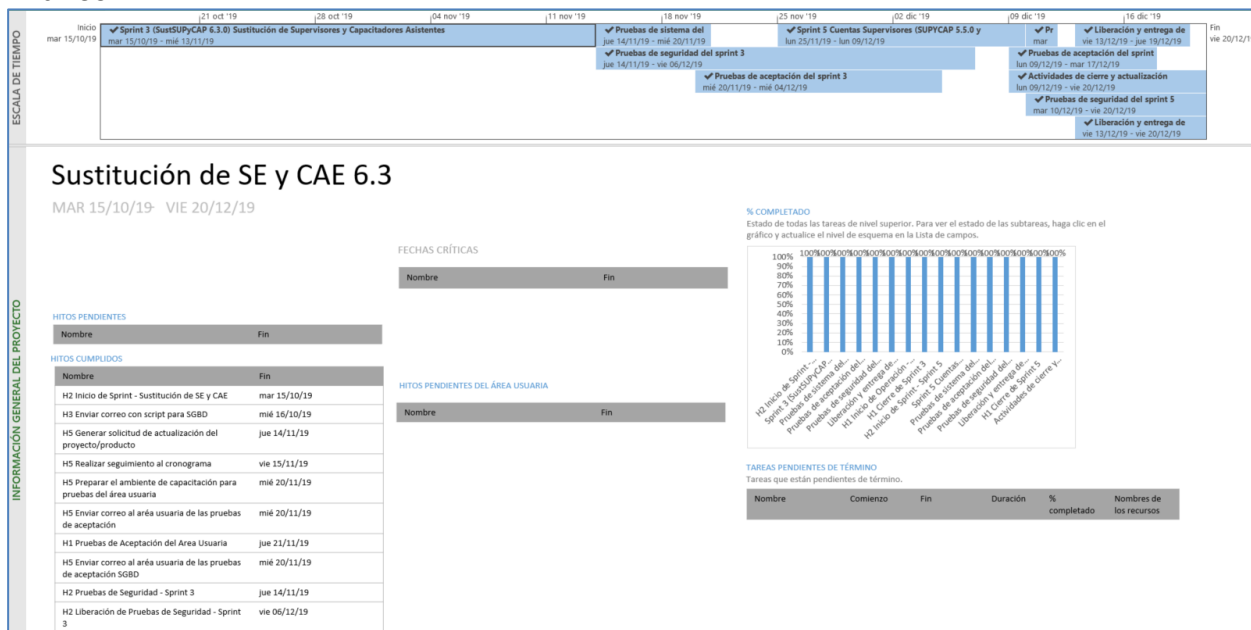 21 oct '19
28 oct '19
04 nov '19
11 nov '19
18 nov '19
25 nov '19
02 dic '19
09 dic '19
16 dic '19
ESCALA DE TIEMPO
Inicio
mar 15/10/19
Sprint 3 (SustSUPyCAP 6.3.0) Sustitución de Supervisores y Capacitadores Asistentes
mar 15/10/19 - mié 13/11/19
Pruebas de sistema del
jue 14/11/19 - mié 20/11/19
Sprint 5 Cuentas Supervisores (SUPYCAP 5.5.0 y
lun 25/11/19 - lun 09/12/19
Pr
mar
Liberación y entrega de
vie 13/12/19 - jue 19/12/19
Fin
vie 20/12/19
Pruebas de seguridad del sprint 3
jue 14/11/19 - vie 06/12/19
Pruebas de aceptación del sprint
lun 09/12/19 - mar 17/12/19
Pruebas de aceptación del sprint 3
mié 20/11/19 - mié 04/12/19
Actividades de cierre y actualización
lun 09/12/19 - vie 20/12/19
Pruebas de seguridad del sprint 5
mar 10/12/19 - vie 20/12/19
Liberación y entrega de
vie 13/12/19 - vie 20/12/19
INFORMACIÓN GENERAL DEL PROYECTO
Sustitución de SE y CAE 6.3
MAR 15/10/19- VIE 20/12/19
HITOS PENDIENTES
Nombre Fin
HITOS CUMPLIDOS
Nombre Fin
H2 Inicio de Sprint - Sustitución de SE y CAE mar 15/10/19
H3 Enviar correo con script para SGBD mié 16/10/19
H5 Generar solicitud de actualización del jue 14/11/19
proyecto/producto
H5 Realizar seguimiento al cronograma vie 15/11/19
H5 Preparar el ambiente de capacitación para mié 20/11/19
pruebas del área usuaria
H5 Enviar correo al aréa usuaria de las pruebas mié 20/11/19
de aceptación
H1 Pruebas de Aceptación del Area Usuaria jue 21/11/19
H5 Enviar correo al aréa usuaria de las pruebas mié 20/11/19
de aceptación SGBD
H2 Pruebas de Seguridad - Sprint 3 jue 14/11/19
H2 Liberación de Pruebas de Seguridad - Sprint vie 06/12/19
3
FECHAS CRÍTICAS
Nombre Fin
HITOS PENDIENTES DEL ÁREA USUARIA
Nombre Fin
% COMPLETADO
Estado de todas las tareas de nivel superior. Para ver el estado de las subtareas, haga clic en el
gráfico y actualice el nivel de esquema en la Lista de campos.
100%100%100%100%100%100%100%100%100%100%100%100%100%100%100%100%
100%
90%
80%
70%
60%
50%
40%
30%
20%
10%
0%
H2 Inicio de Sprint -...
Sprint 3 (SustSUPyCAP...
Pruebas de sistema del...
Pruebas de aceptación del...
Pruebas de seguridad del...
Liberación y entrega de...
H1 Inicio de Operación -...
H1 Cierre de Sprint 3
H2 Inicio de Sprint - Sprint 5
Sprint 5 Cuentas...
Pruebas de sistema del...
Pruebas de aceptación del...
Pruebas de seguridad del...
Liberación y entrega de...
H1 Cierre de Sprint 5
Actividades de cierre y...
TAREAS PENDIENTES DE TÉRMINO
Tareas que están pendientes de término.
Nombre Comienzo Fin Duración % Nombres de
completado los recursos